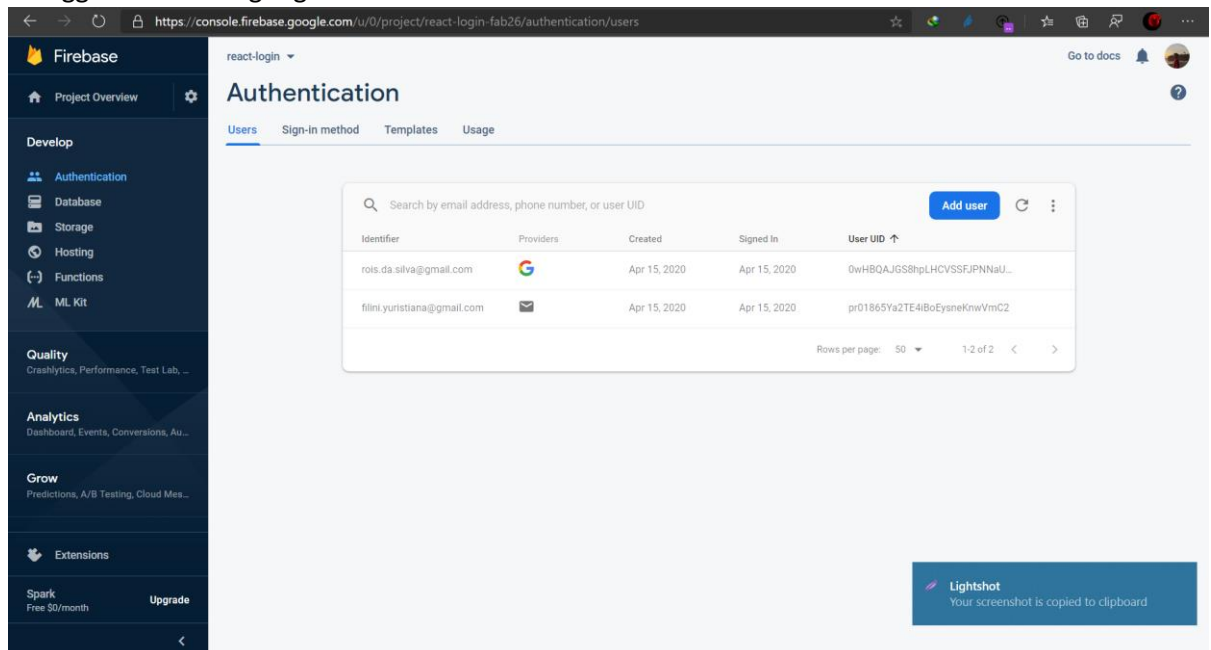 https://console.firebase.google.com/u/0/project/react-login-fab26/authentication/users
Firebase
react-login
Go to docs
Project Overview
Authentication
Users Sign-in method Templates Usage
Develop
Authentication
Database
Storage
Hosting
Functions
ML Kit
Search by email address, phone number, or user UID
Add user
Identifier Providers Created Signed In User UID ↑
rois.da.silva@gmail.com Apr 15, 2020 Apr 15, 2020 0wHBQAJGS8hpLHCVSSFJPNNaU...
filini.yuristiana@gmail.com Apr 15, 2020 Apr 15, 2020 pr01865Ya2TE4iBoEysneKnwVmC2
Rows per page: 50 1-2 of 2
Quality
Crashlytics, Performance, Test Lab, ...
Analytics
Dashboard, Events, Conversions, Au...
Grow
Predictions, A/B Testing, Cloud Mes...
Extensions
Spark
Free $0/month
Upgrade
Lightshot
Your screenshot is copied to clipboard